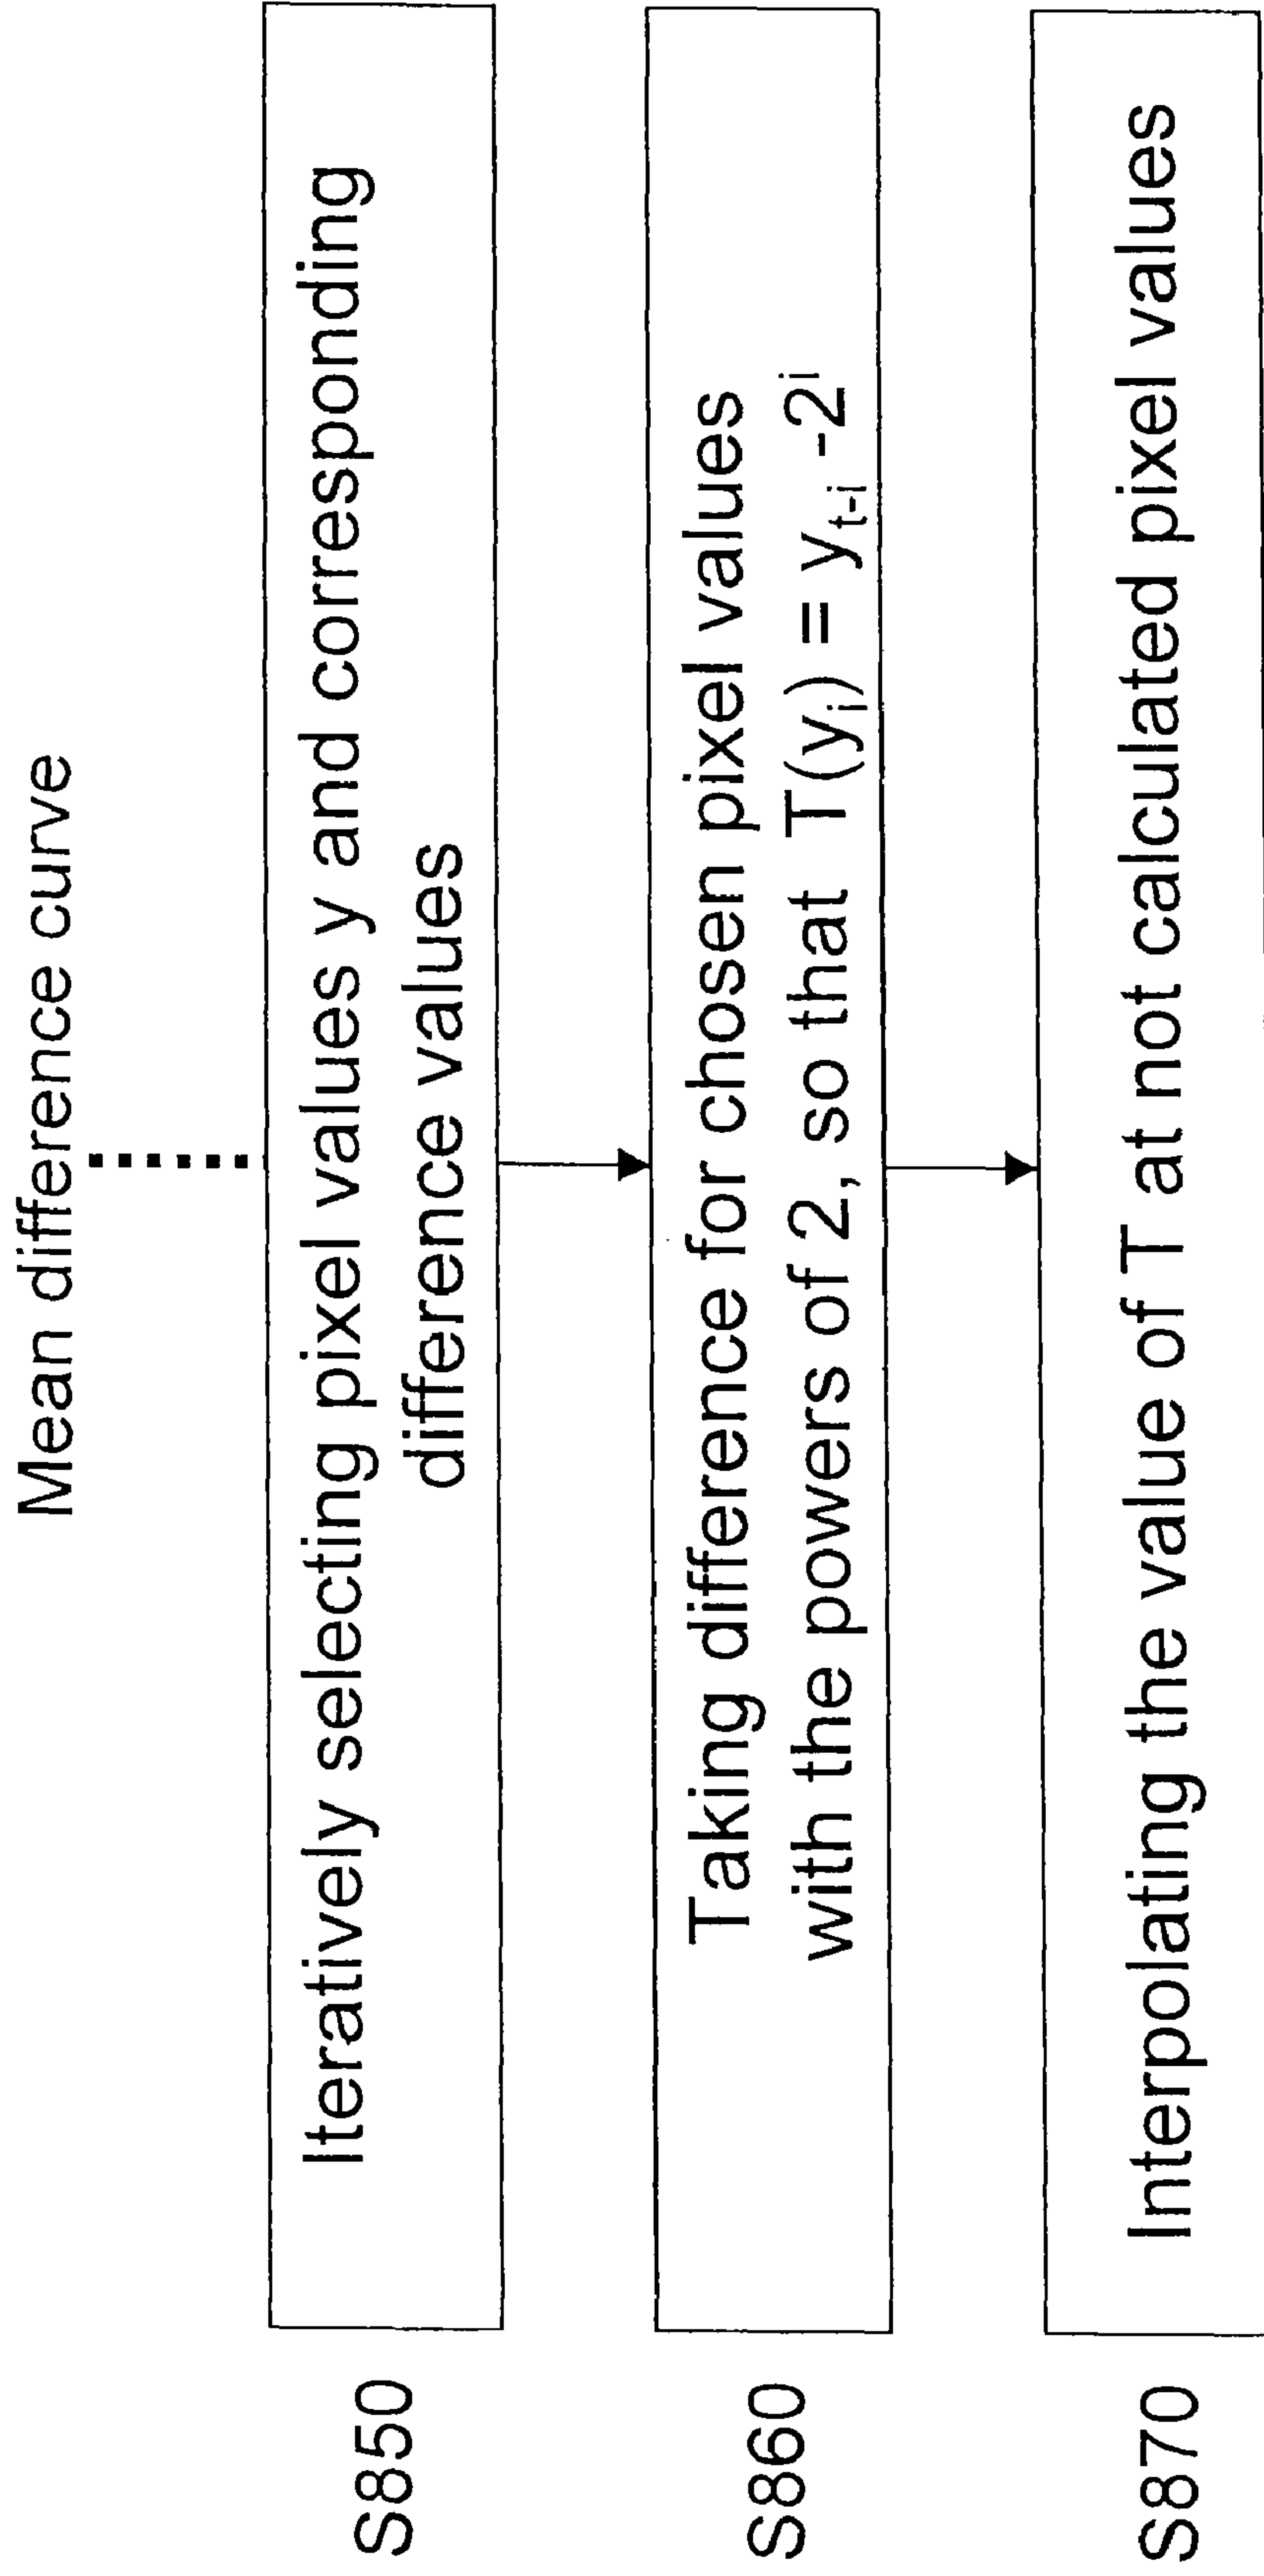 Mean difference curve
S850
Iteratively selecting pixel values y and corresponding
difference values
S860
Taking difference for chosen pixel values
with the powers of 2, so that T(yᵢ) = yₜ₋ᵢ -2ⁱ
S870
Interpolating the value of T at not calculated pixel values